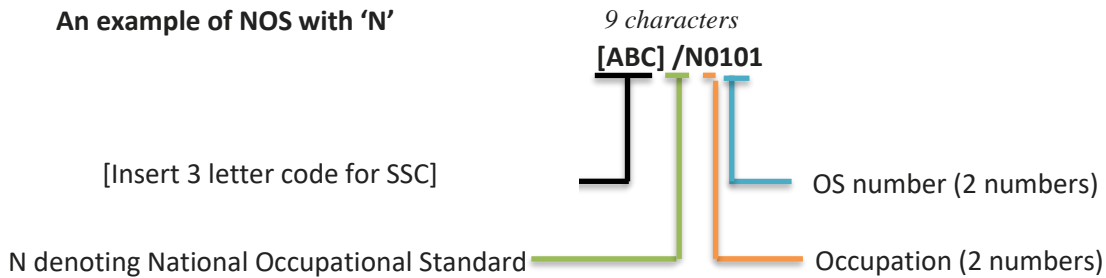 An example of NOS with ‘N’
9 characters
[ABC] /N0101
[Insert 3 letter code for SSC]
OS number (2 numbers)
N denoting National Occupational Standard
Occupation (2 numbers)